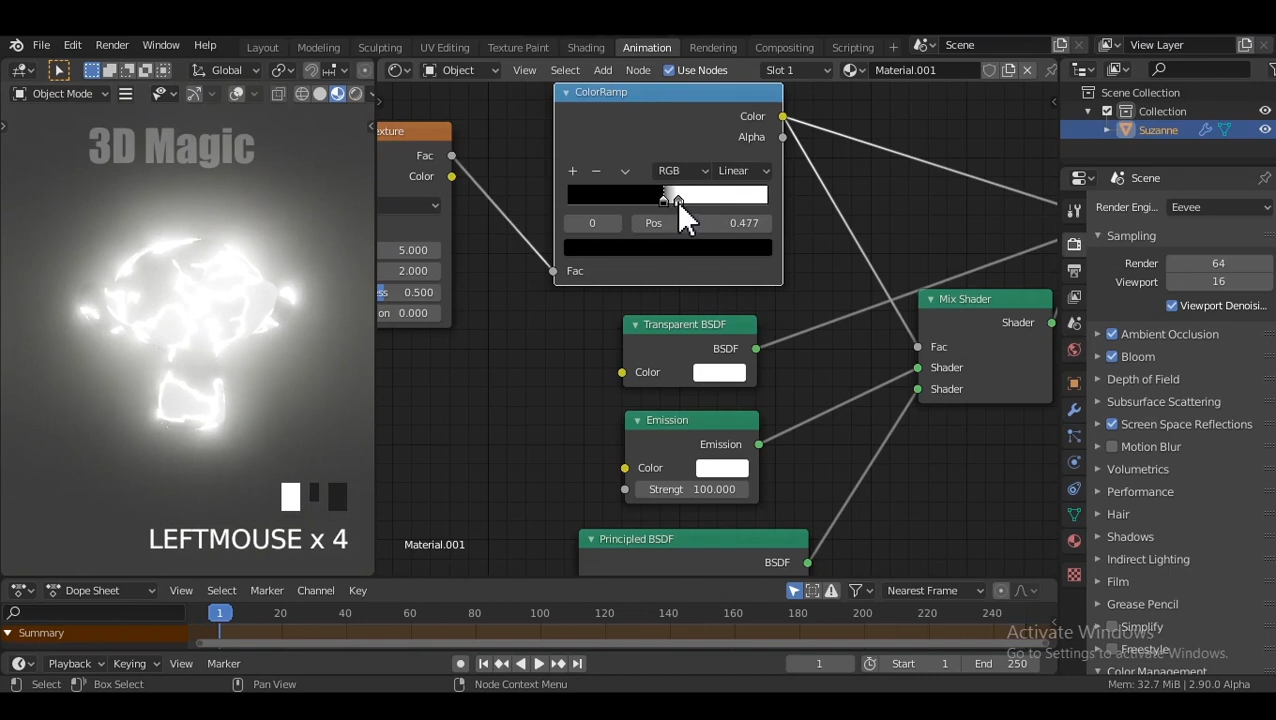 File Edit Render Window Help Layout Modeling Sculpting UV Editing Texture Paint Shading Animation Rendering Compositing Scripting + Scene View Layer
Global Object View Select Add Node Use Nodes Slot 1 Material.001
Object Mode
3D Magic
LEFTMOUSE x 4
exture
Fac
Color
5.000
2.000
ss 0.500
on 0.000
ColorRamp
Color
Alpha
+ − RGB Linear
0 Pos 0.477
Fac
Transparent BSDF
BSDF
Color
Emission
Emission
Color
Strengt 100.000
Principled BSDF
BSDF
Mix Shader
Shader
Fac
Shader
Shader
Material.001
Scene Collection
Collection
Suzanne
Scene
Render Engi... Eevee
Sampling
Render 64
Viewport 16
Viewport Denoisi...
Ambient Occlusion
Bloom
Depth of Field
Subsurface Scattering
Screen Space Reflections
Motion Blur
Volumetrics
Performance
Hair
Shadows
Indirect Lighting
Film
Grease Pencil
Simplify
Freestyle
Color Management
Activate Windows
Go to Settings to activate Windows.
Dope Sheet View Select Marker Channel Key Nearest Frame
1 20 40 60 80 100 120 140 160 180 200 220 240
Summary
Playback Keying View Marker 1 Start 1 End 250
Select Box Select Pan View Node Context Menu Mem: 32.7 MiB | 2.90.0 Alpha